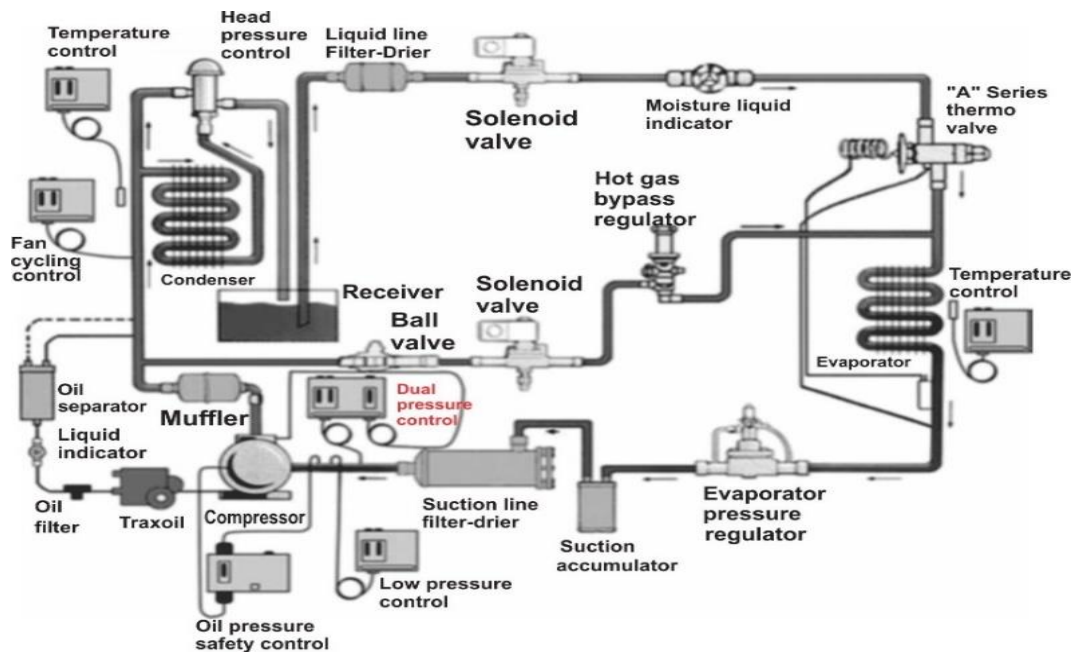 Temperature
control
Head
pressure
control
Liquid line
Filter-Drier
Solenoid
valve
Moisture liquid
indicator
"A" Series
thermo
valve
Hot gas
bypass
regulator
Fan
cycling
control
Condenser
Receiver
Solenoid
valve
Ball
valve
Temperature
control
Evaporator
Oil
separator
Muffler
Dual
pressure
control
Liquid
indicator
Oil
filter
Traxoil
Compressor
Suction line
filter-drier
Suction
accumulator
Evaporator
pressure
regulator
Low pressure
control
Oil pressure
safety control